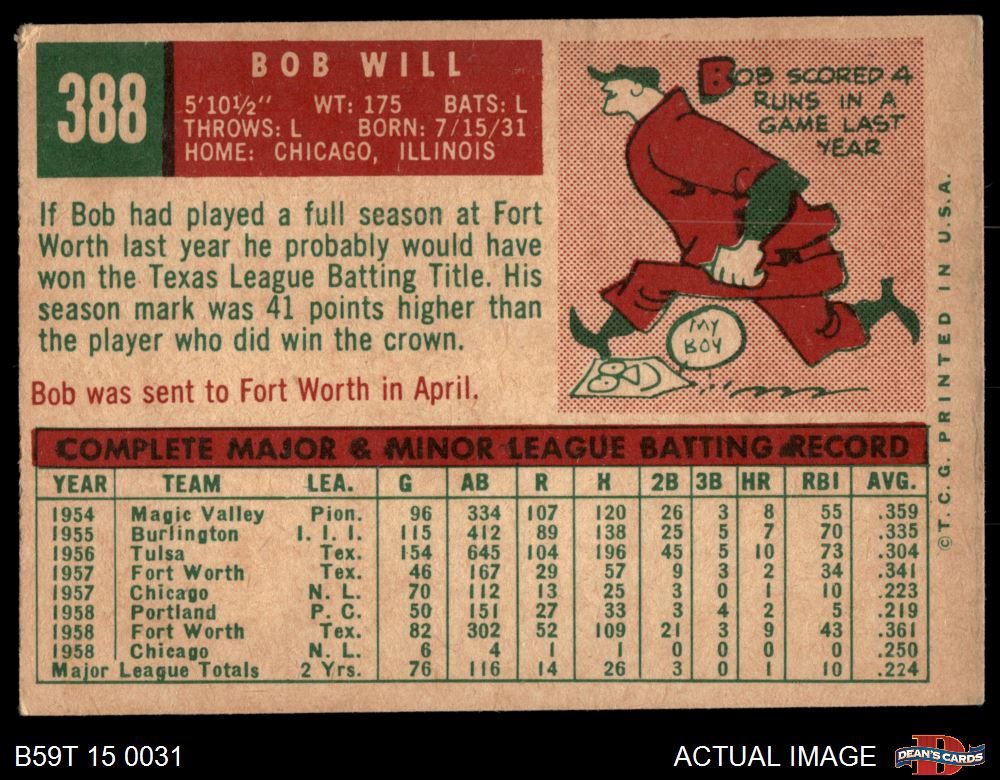 388
BOB WILL
5'10½" WT: 175 BATS: L
THROWS: L BORN: 7/15/31
HOME: CHICAGO, ILLINOIS
If Bob had played a full season at Fort
Worth last year he probably would have
won the Texas League Batting Title. His
season mark was 41 points higher than
the player who did win the crown.
Bob was sent to Fort Worth in April.
BOB SCORED 4
RUNS IN A
GAME LAST
YEAR
MY
BOY
COMPLETE MAJOR & MINOR LEAGUE BATTING RECORD
YEAR TEAM LEA. G AB R H 2B 3B HR RBI AVG.
1954 Magic Valley Pion. 96 334 107 120 26 3 8 55 .359
1955 Burlington I. I. I. 115 412 89 138 25 5 7 70 .335
1956 Tulsa Tex. 154 645 104 196 45 5 10 73 .304
1957 Fort Worth Tex. 46 167 29 57 9 3 2 34 .341
1957 Chicago N. L. 70 112 13 25 3 0 1 10 .223
1958 Portland P. C. 50 151 27 33 3 4 2 5 .219
1958 Fort Worth Tex. 82 302 52 109 21 3 9 43 .361
1958 Chicago N. L. 6 4 1 1 0 0 0 0 .250
Major League Totals 2 Yrs. 76 116 14 26 3 0 1 10 .224
© T. C. G. PRINTED IN U.S.A.
B59T 15 0031
ACTUAL IMAGE
D
DEAN'S CARDS